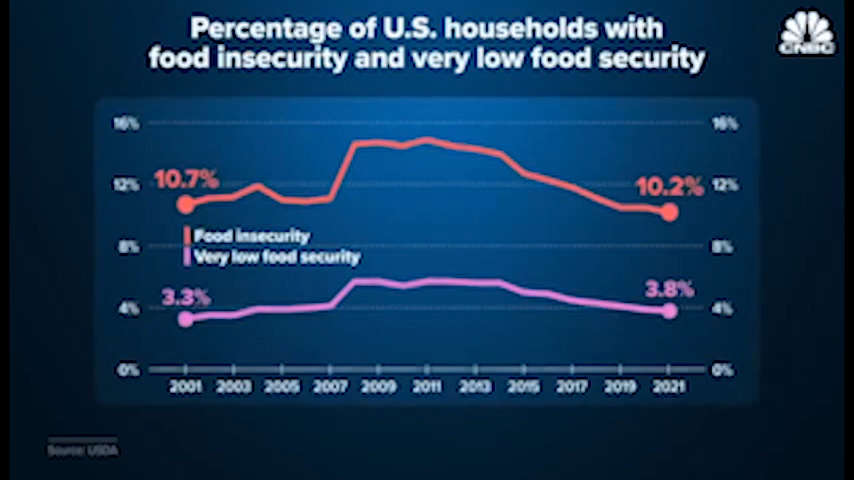 Percentage of U.S. households with
food insecurity and very low food security
CNBC
16% 16%
10.7% 12% 10.2% 12%
Food insecurity
8% 8%
Very low food security
3.3% 3.8%
4% 4%
0% 0%
2001 2003 2005 2007 2009 2011 2013 2015 2017 2019 2021
Source: USDA